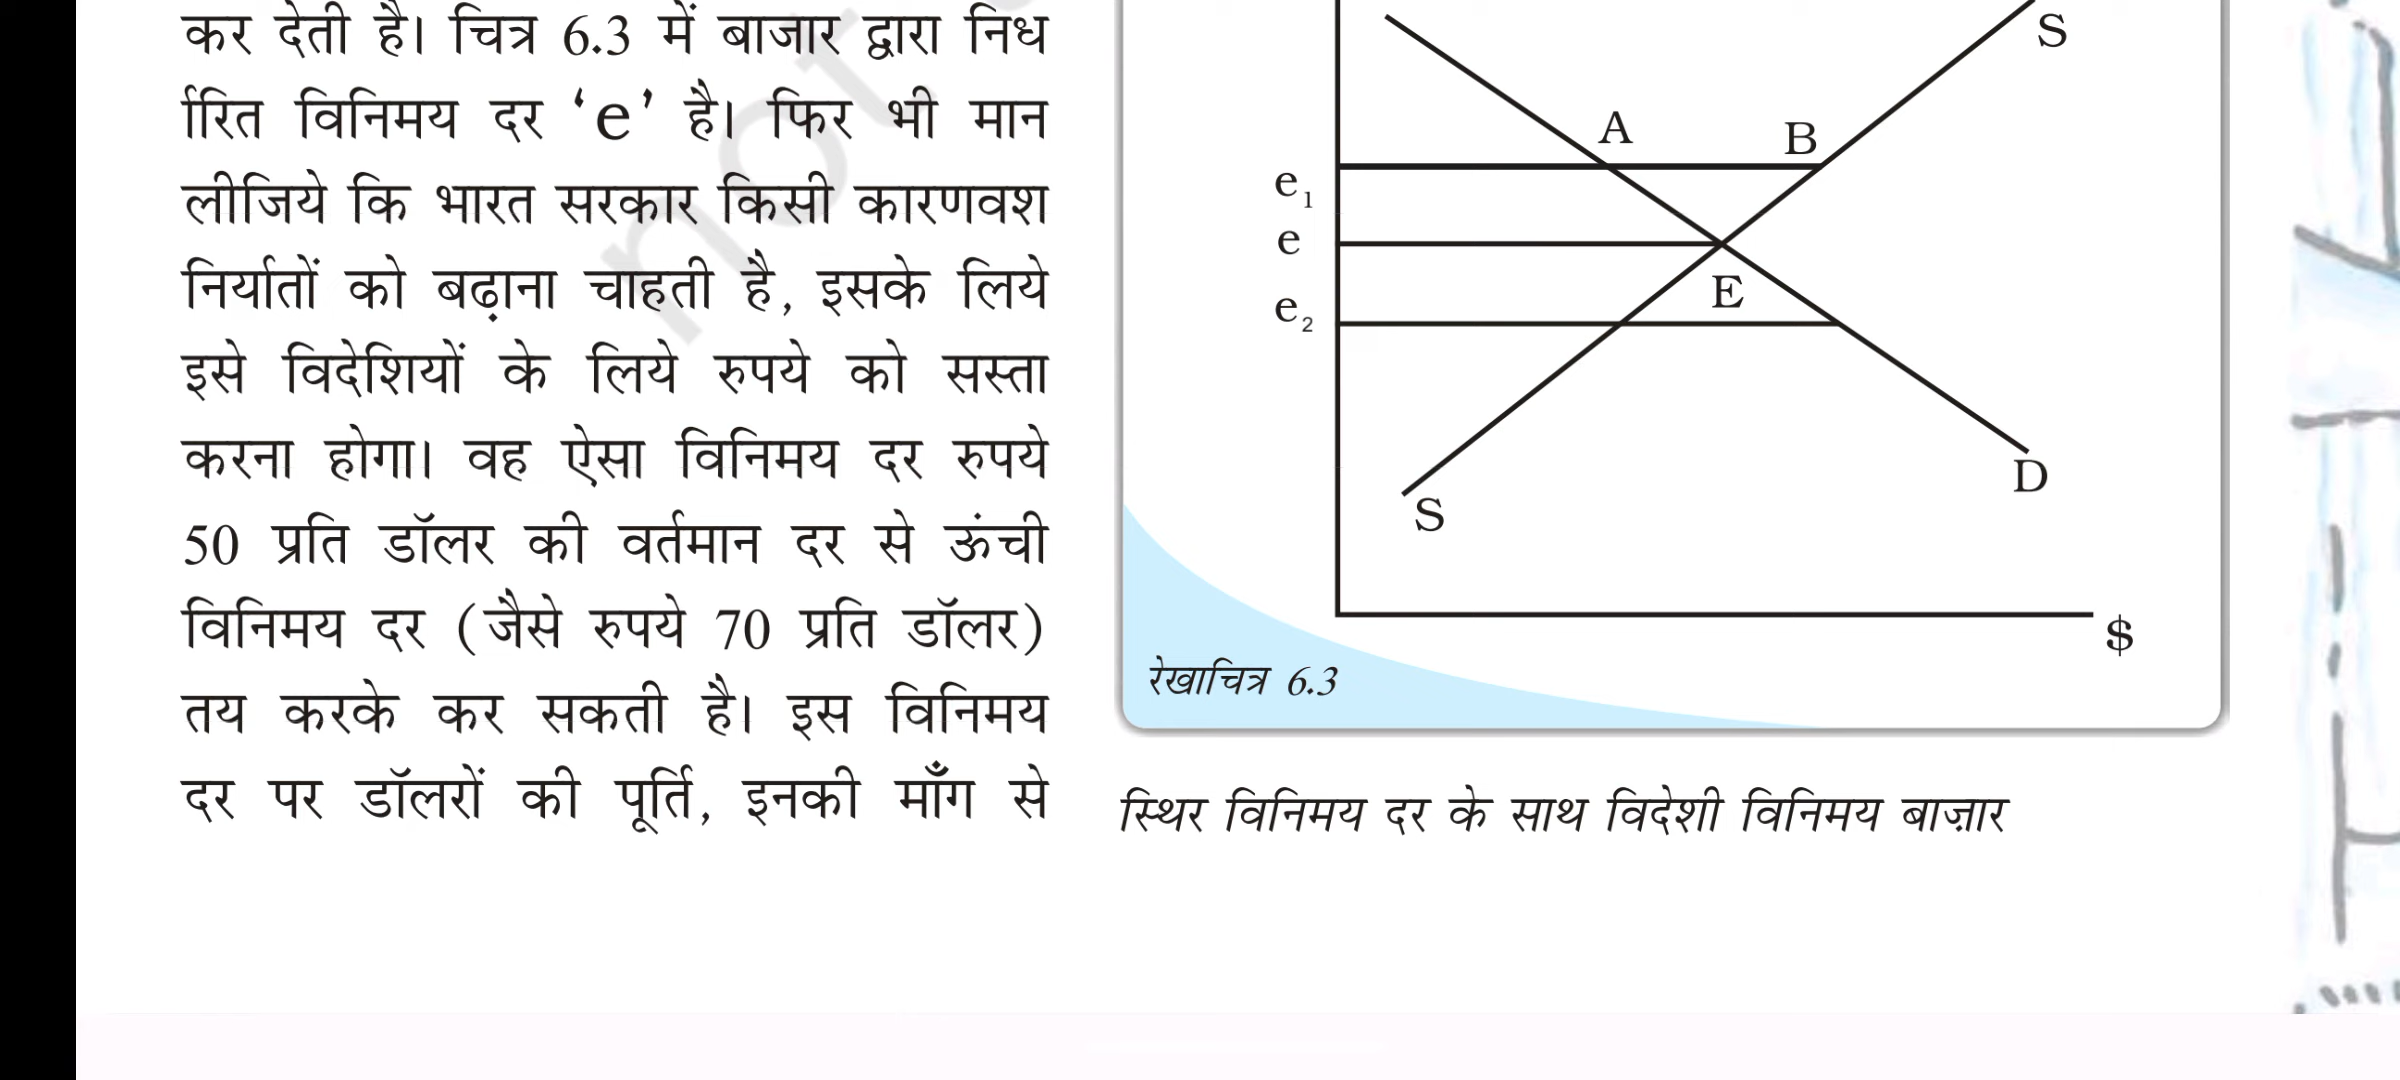 कर देती है। चित्र 6.3 में बाजार द्वारा निध
र्ारित विनिमय दर ‘e’ है। फिर भी मान
लीजिये कि भारत सरकार किसी कारणवश
निर्यातों को बढ़ाना चाहती है, इसके लिये
इसे विदेशियों के लिये रुपये को सस्ता
करना होगा। वह ऐसा विनिमय दर रुपये
50 प्रति डॉलर की वर्तमान दर से ऊंची
विनिमय दर (जैसे रुपये 70 प्रति डॉलर)
तय करके कर सकती है। इस विनिमय
दर पर डॉलरों की पूर्ति, इनकी माँग से
S
A
B
e1
e
E
e2
D
S
$
रेखाचित्र 6.3
स्थिर विनिमय दर के साथ विदेशी विनिमय बाज़ार
not